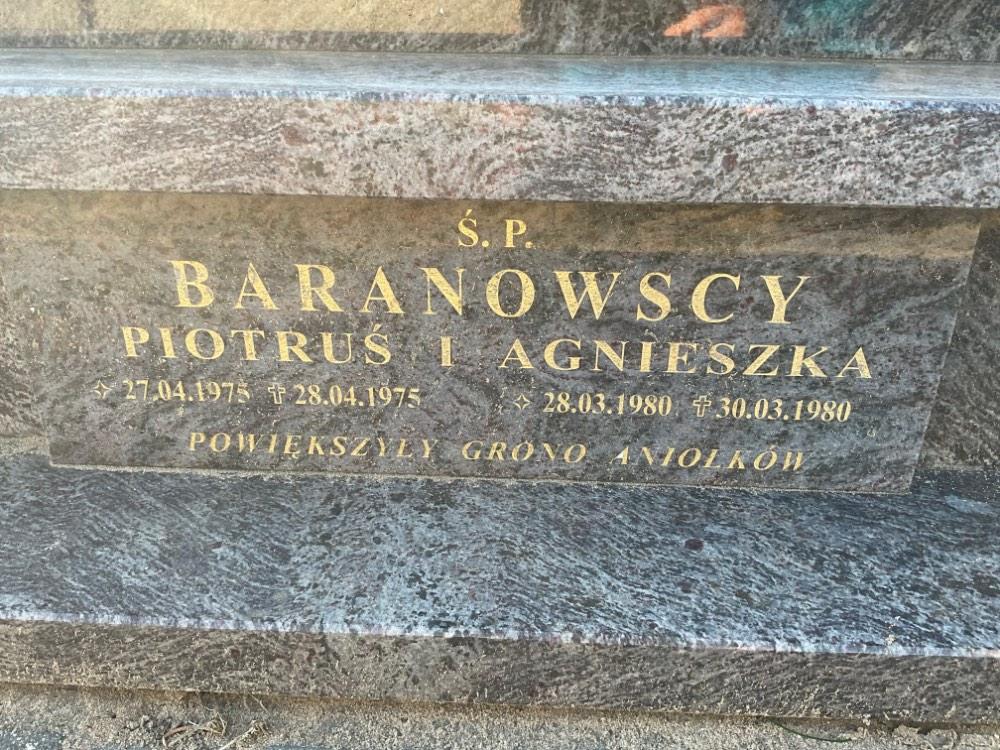 Ś. P.
BARANOWSCY
PIOTRUŚ I AGNIESZKA
✧ 27.04.1975 ✝ 28.04.1975 ✧ 28.03.1980 ✝ 30.03.1980
POWIĘKSZYŁY GRONO ANIOŁKÓW